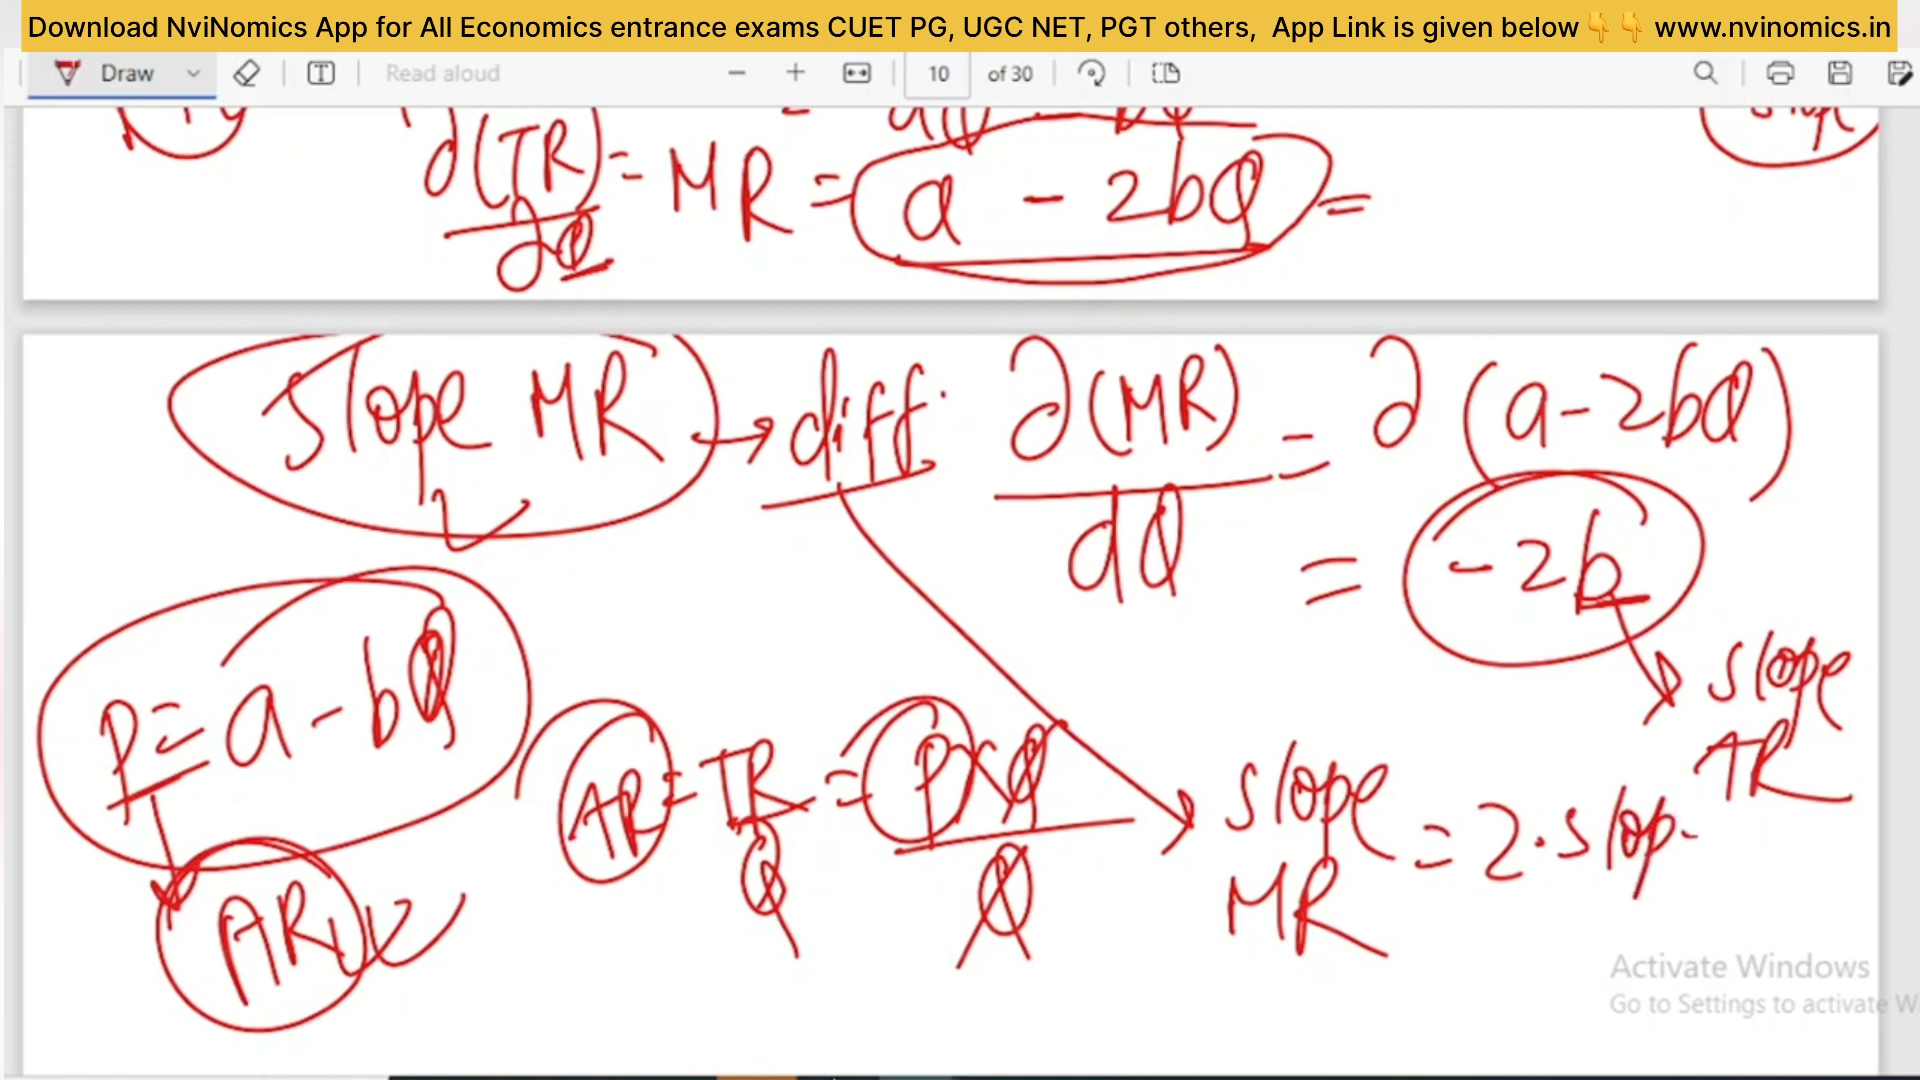 Download NviNomics App for All Economics entrance exams CUET PG, UGC NET, PGT others, App Link is given below👇👇 www.nvinomics.in
Draw Read aloud 10 of 30
∂(TR)/∂Q = MR = a - 2bQ =
Slope MR → diff. ∂(MR)/dQ = ∂(a - 2bQ)
= -2b
slope
P = a - bQ
AR = TR/Q = P×Q/Q
slope MR = 2·slop
AR
Activate Windows
Go to Settings to activate W